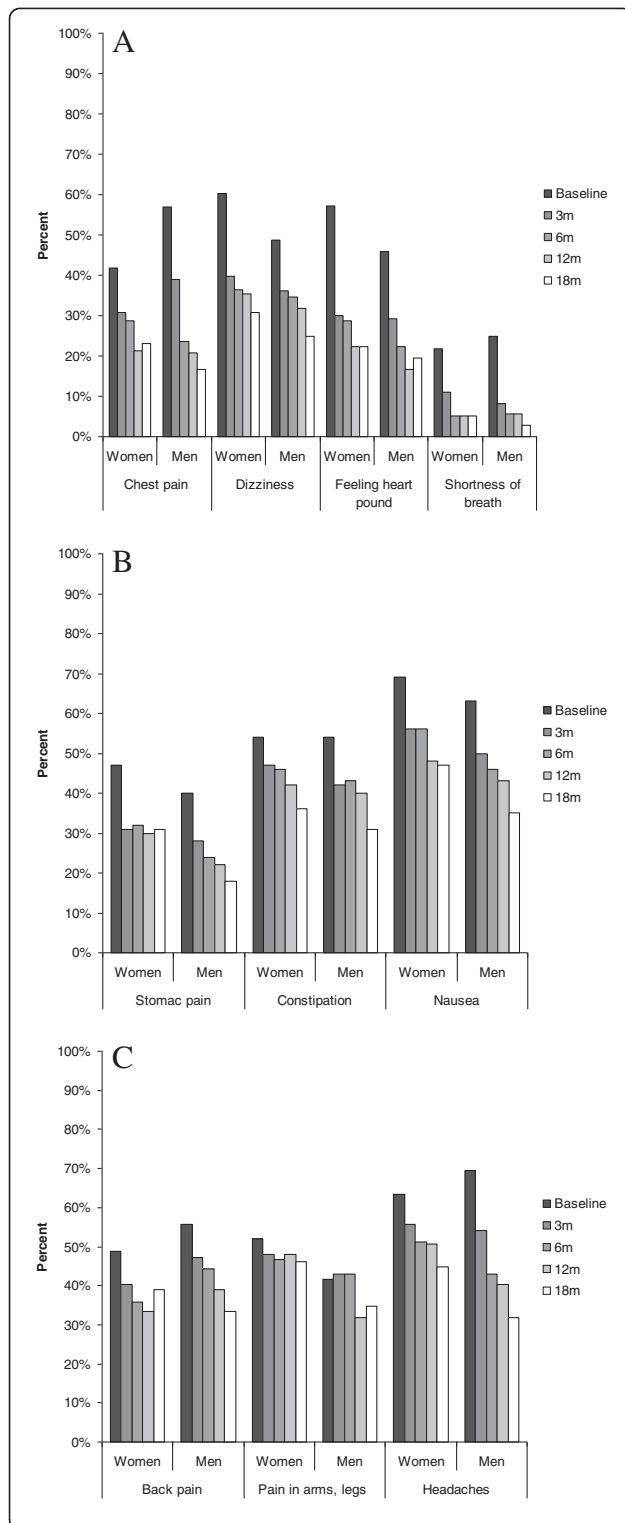 A
100%
90%
80%
70%
60%
50%
40%
30%
20%
10%
0%
Percent
Baseline
3m
6m
12m
18m
Women Men Women Men Women Men Women Men
Chest pain Dizziness Feeling heart Shortness of
pound breath
B
100%
90%
80%
70%
60%
50%
40%
30%
20%
10%
0%
Percent
Baseline
3m
6m
12m
18m
Women Men Women Men Women Men
Stomac pain Constipation Nausea
C
100%
90%
80%
70%
60%
50%
40%
30%
20%
10%
0%
Percent
Baseline
3m
6m
12m
18m
Women Men Women Men Women Men
Back pain Pain in arms, legs Headaches